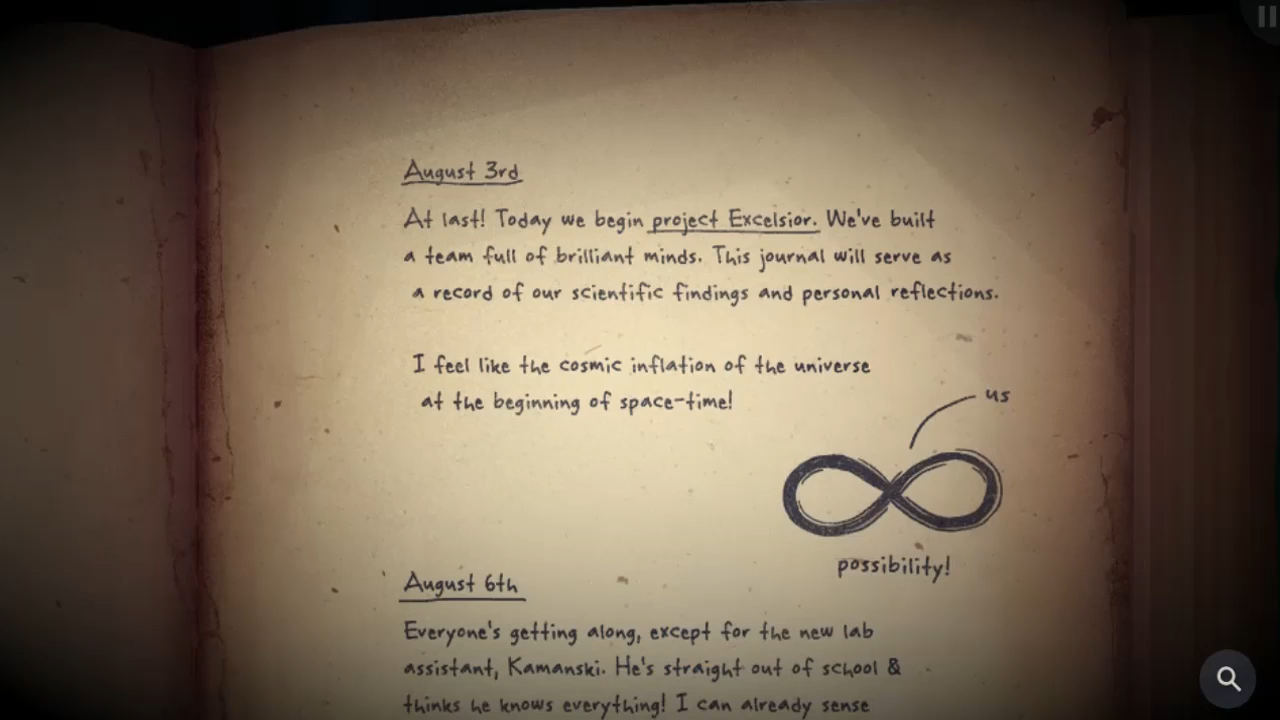 August 3rd
At last! Today we begin project Excelsior. We've built
a team full of brilliant minds. This journal will serve as
a record of our scientific findings and personal reflections.
I feel like the cosmic inflation of the universe
at the beginning of space-time!
us
possibility!
August 6th
Everyone's getting along, except for the new lab
assistant, Kamanski. He's straight out of school &
thinks he knows everything! I can already sense